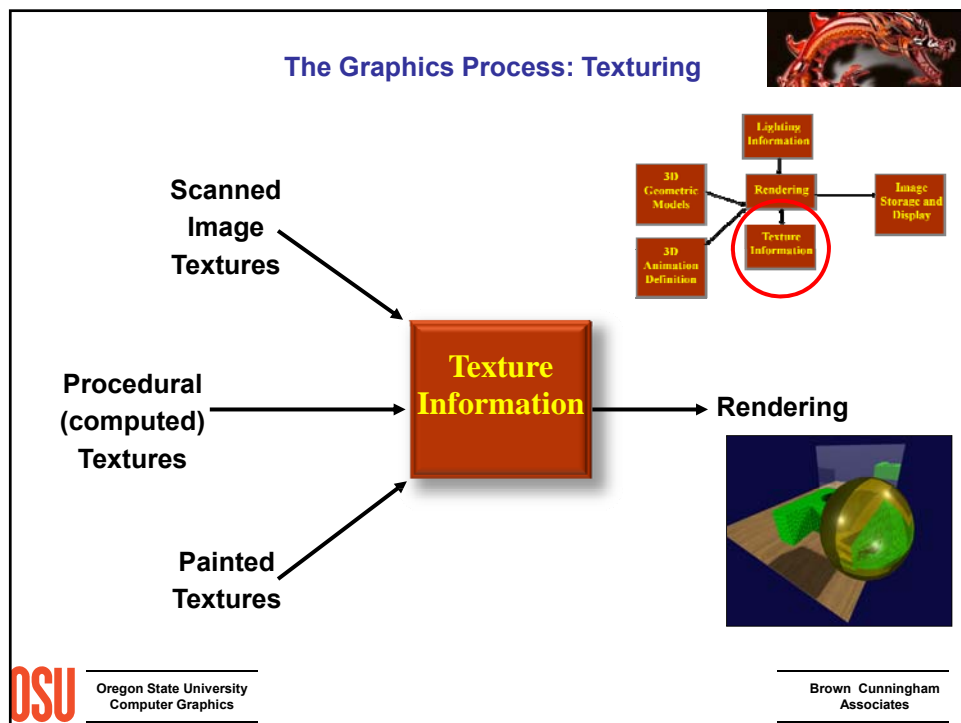 The Graphics Process: Texturing
Lighting
Information
3D
Geometric
Models
Rendering
Image
Storage and
Display
Texture
Information
3D
Animation
Definition
Scanned
Image
Textures
Procedural
(computed)
Textures
Painted
Textures
Texture
Information
Rendering
OSU
Oregon State University
Computer Graphics
Brown Cunningham
Associates